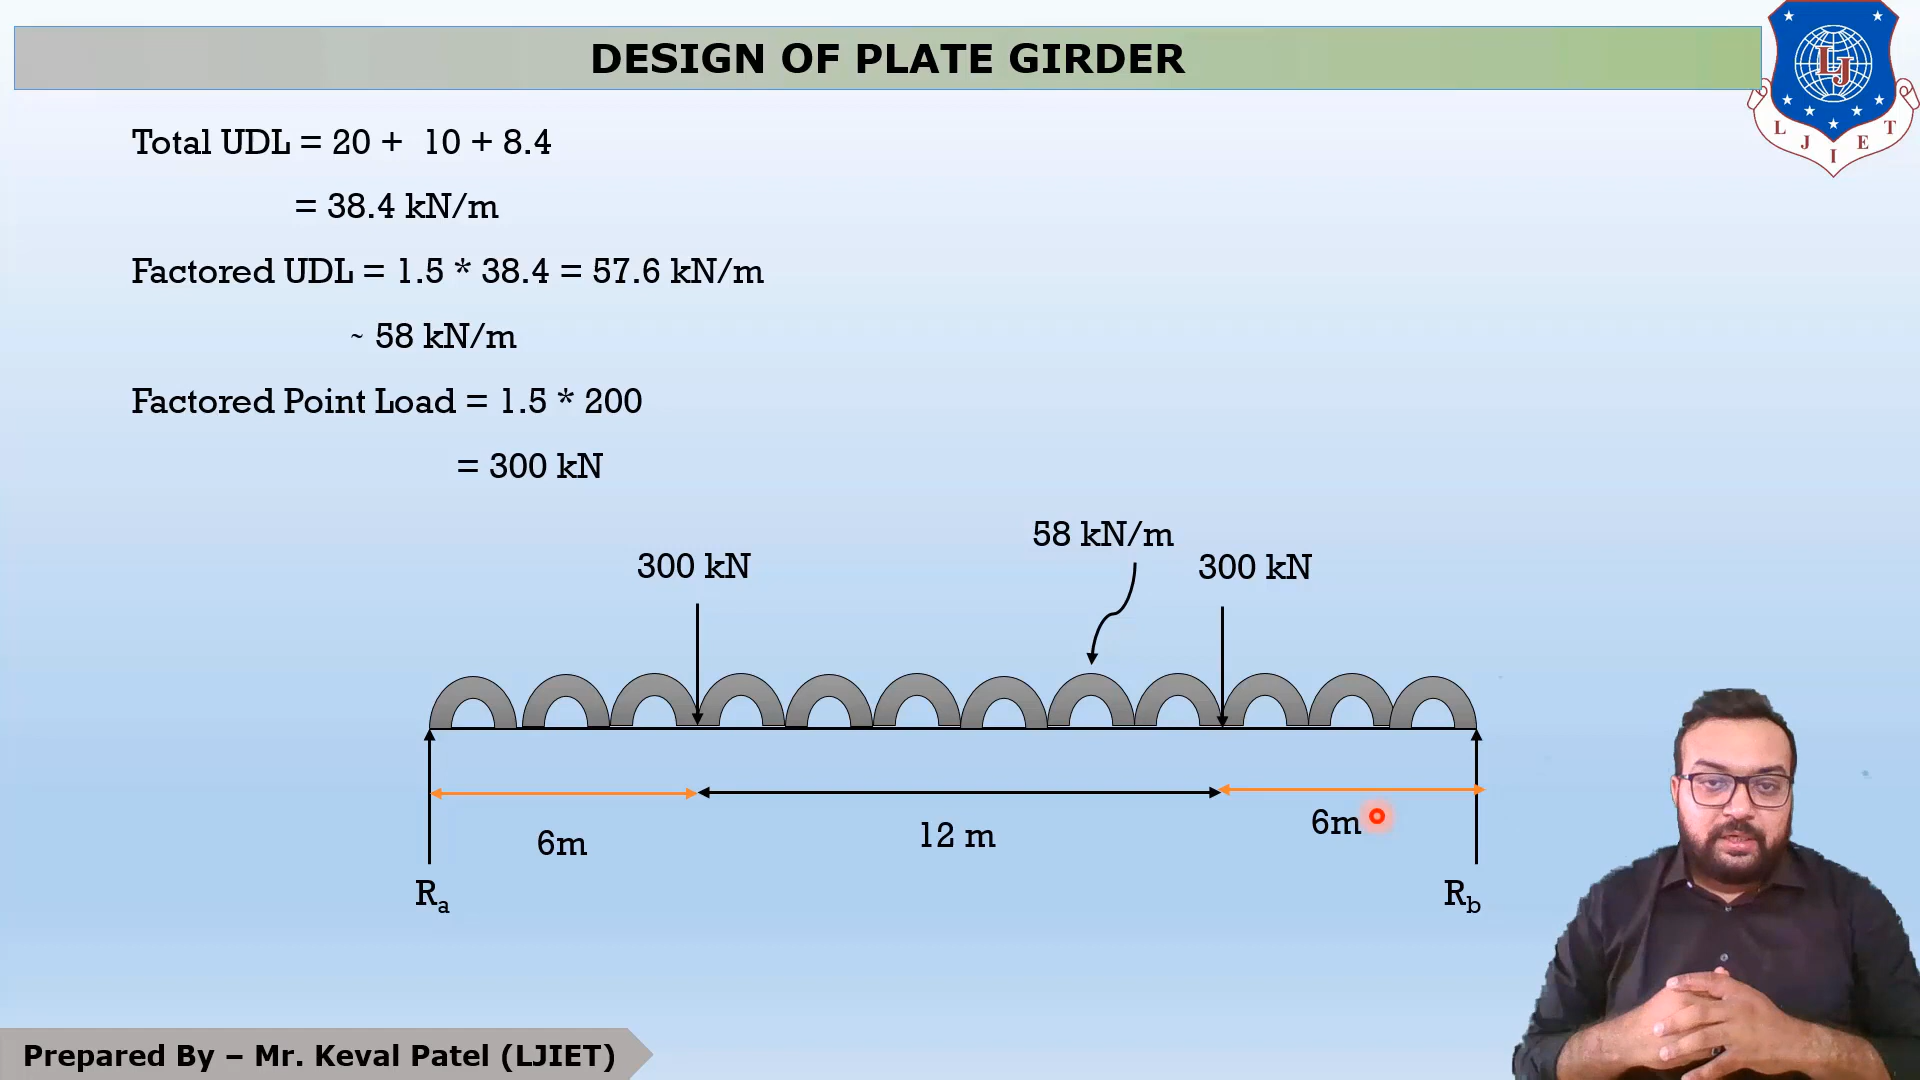 DESIGN OF PLATE GIRDER
L J I E T
LJ
Total UDL = 20 + 10 + 8.4
= 38.4 kN/m
Factored UDL = 1.5 * 38.4 = 57.6 kN/m
~ 58 kN/m
Factored Point Load = 1.5 * 200
= 300 kN
58 kN/m
300 kN 300 kN
6m 12 m 6m
Ra Rb
Prepared By – Mr. Keval Patel (LJIET)